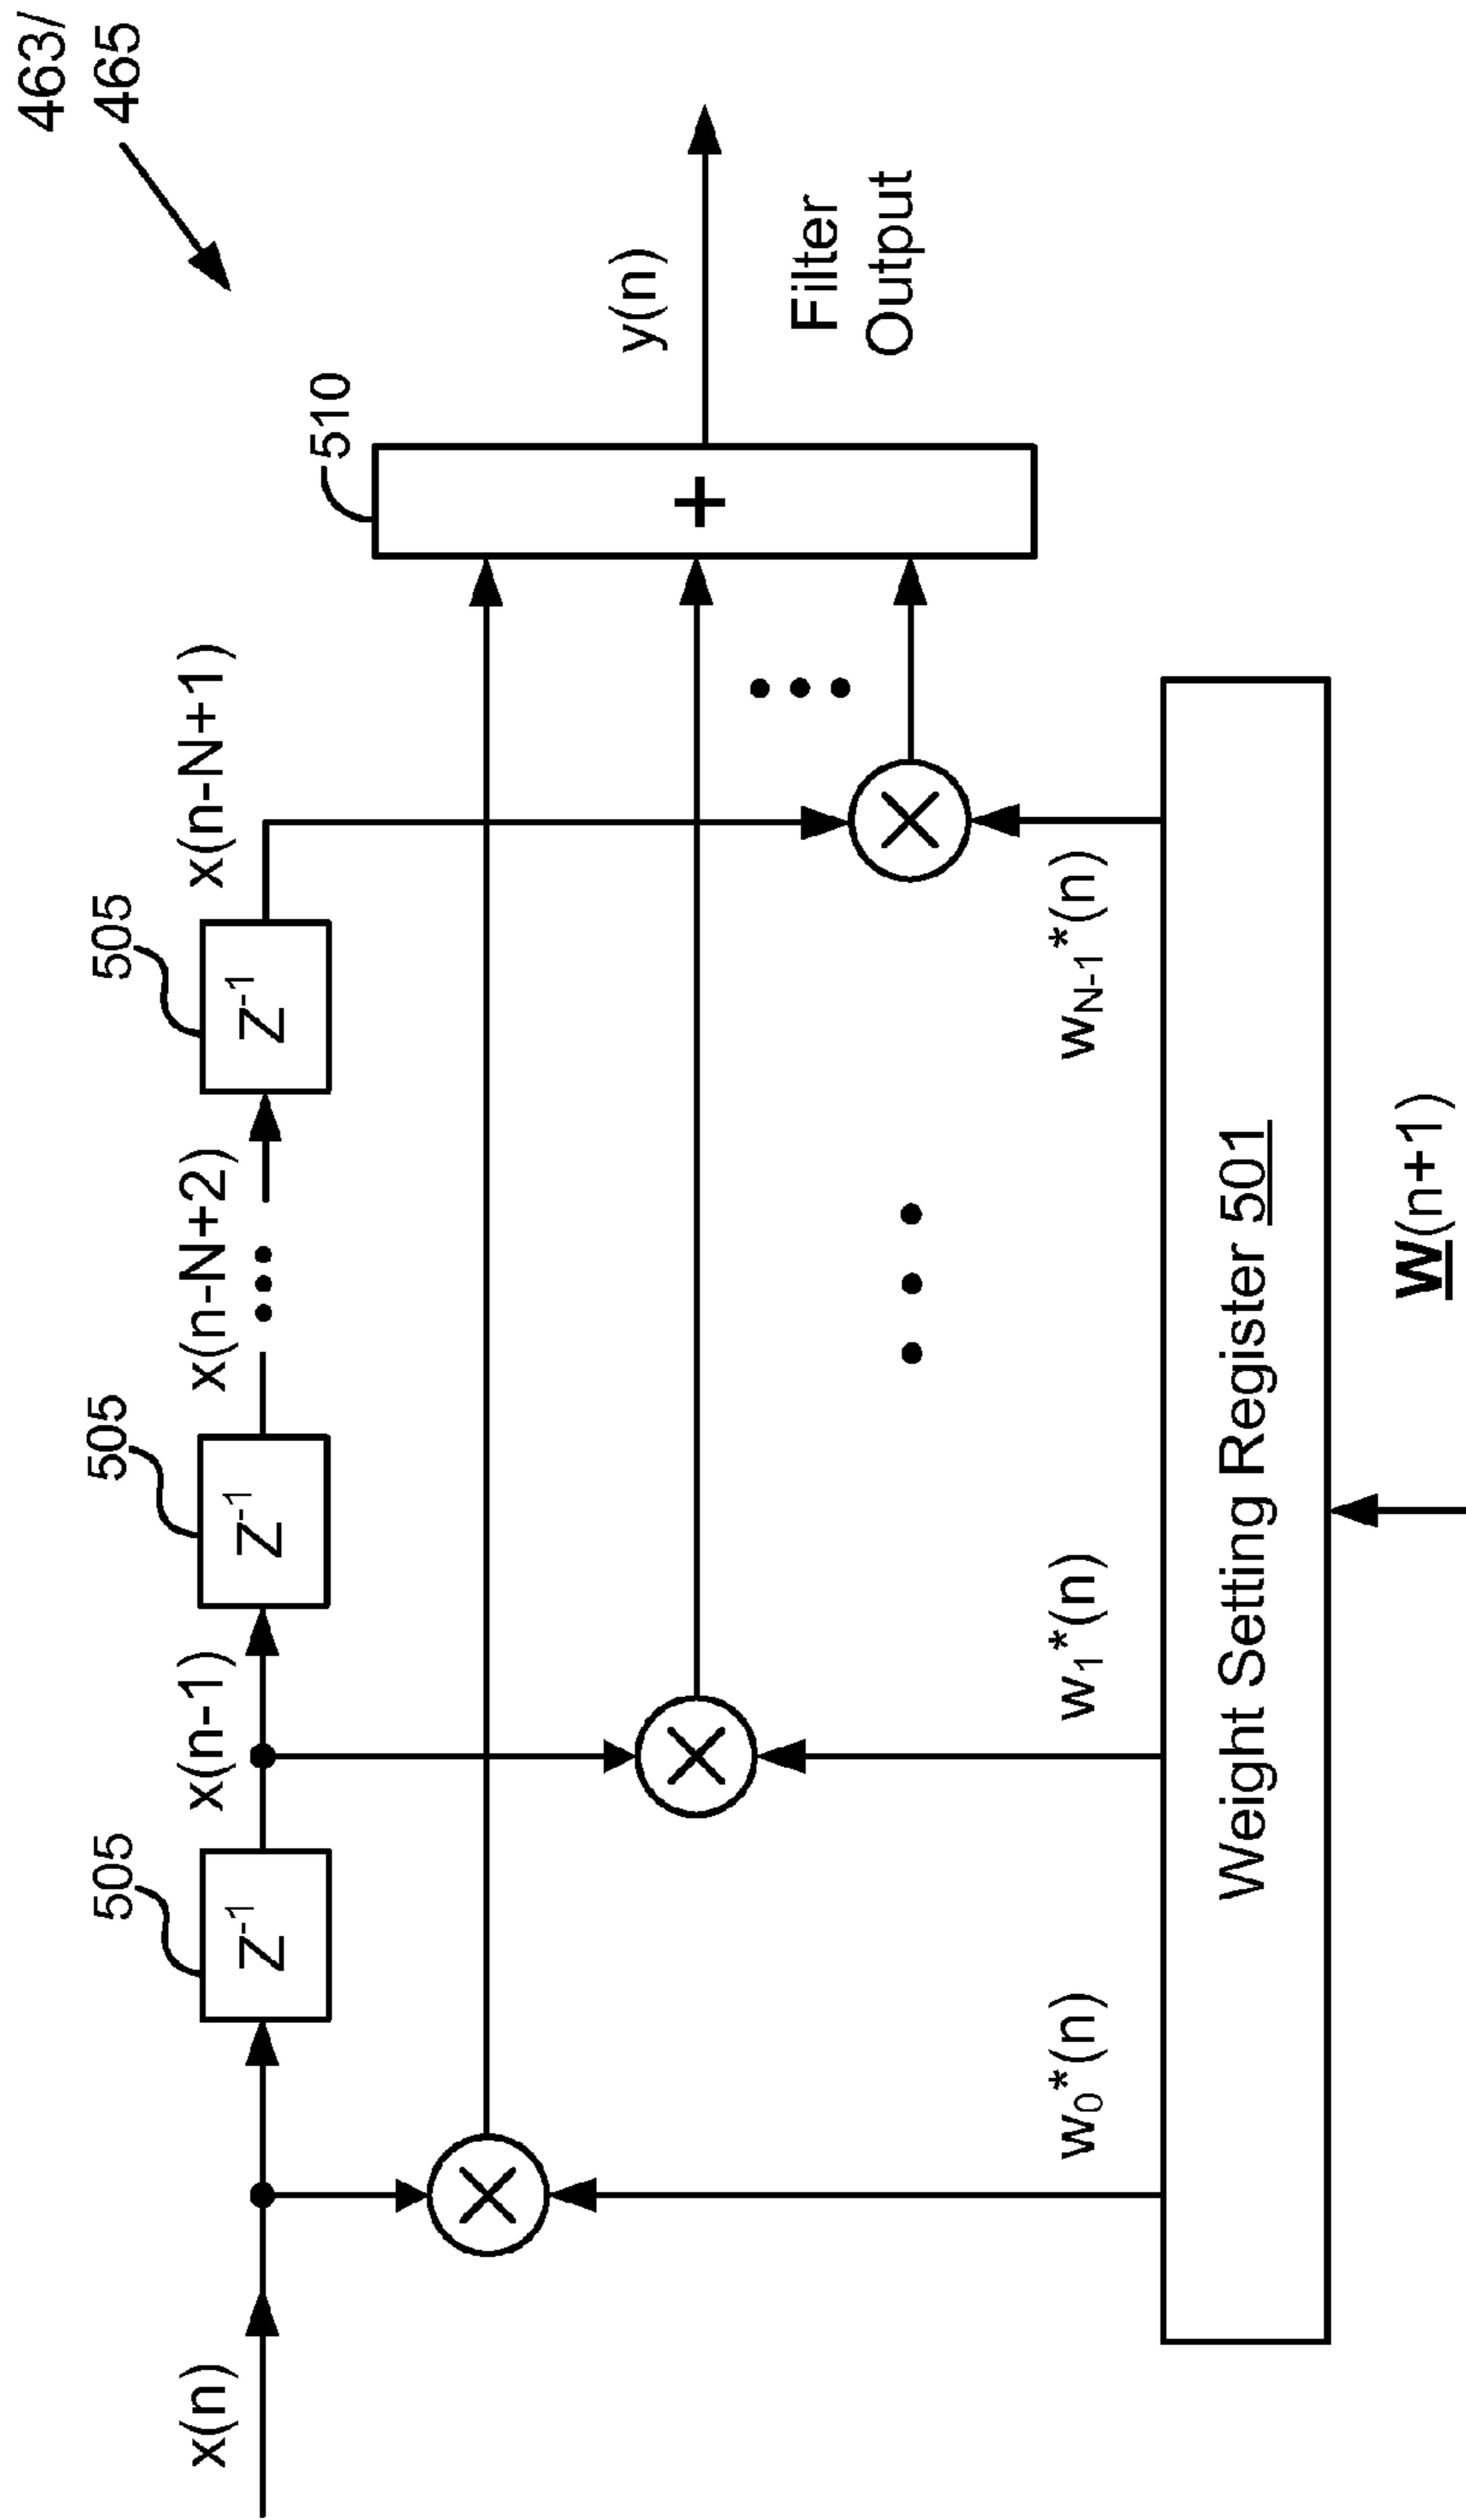 463/
465
505
505
505
x(n)
x(n-1)
x(n-N+2)
x(n-N+1)
Z-1
Z-1
Z-1
510
+
y(n)
Filter
Output
w0*(n)
w1*(n)
wN-1*(n)
Weight Setting Register 501
W(n+1)